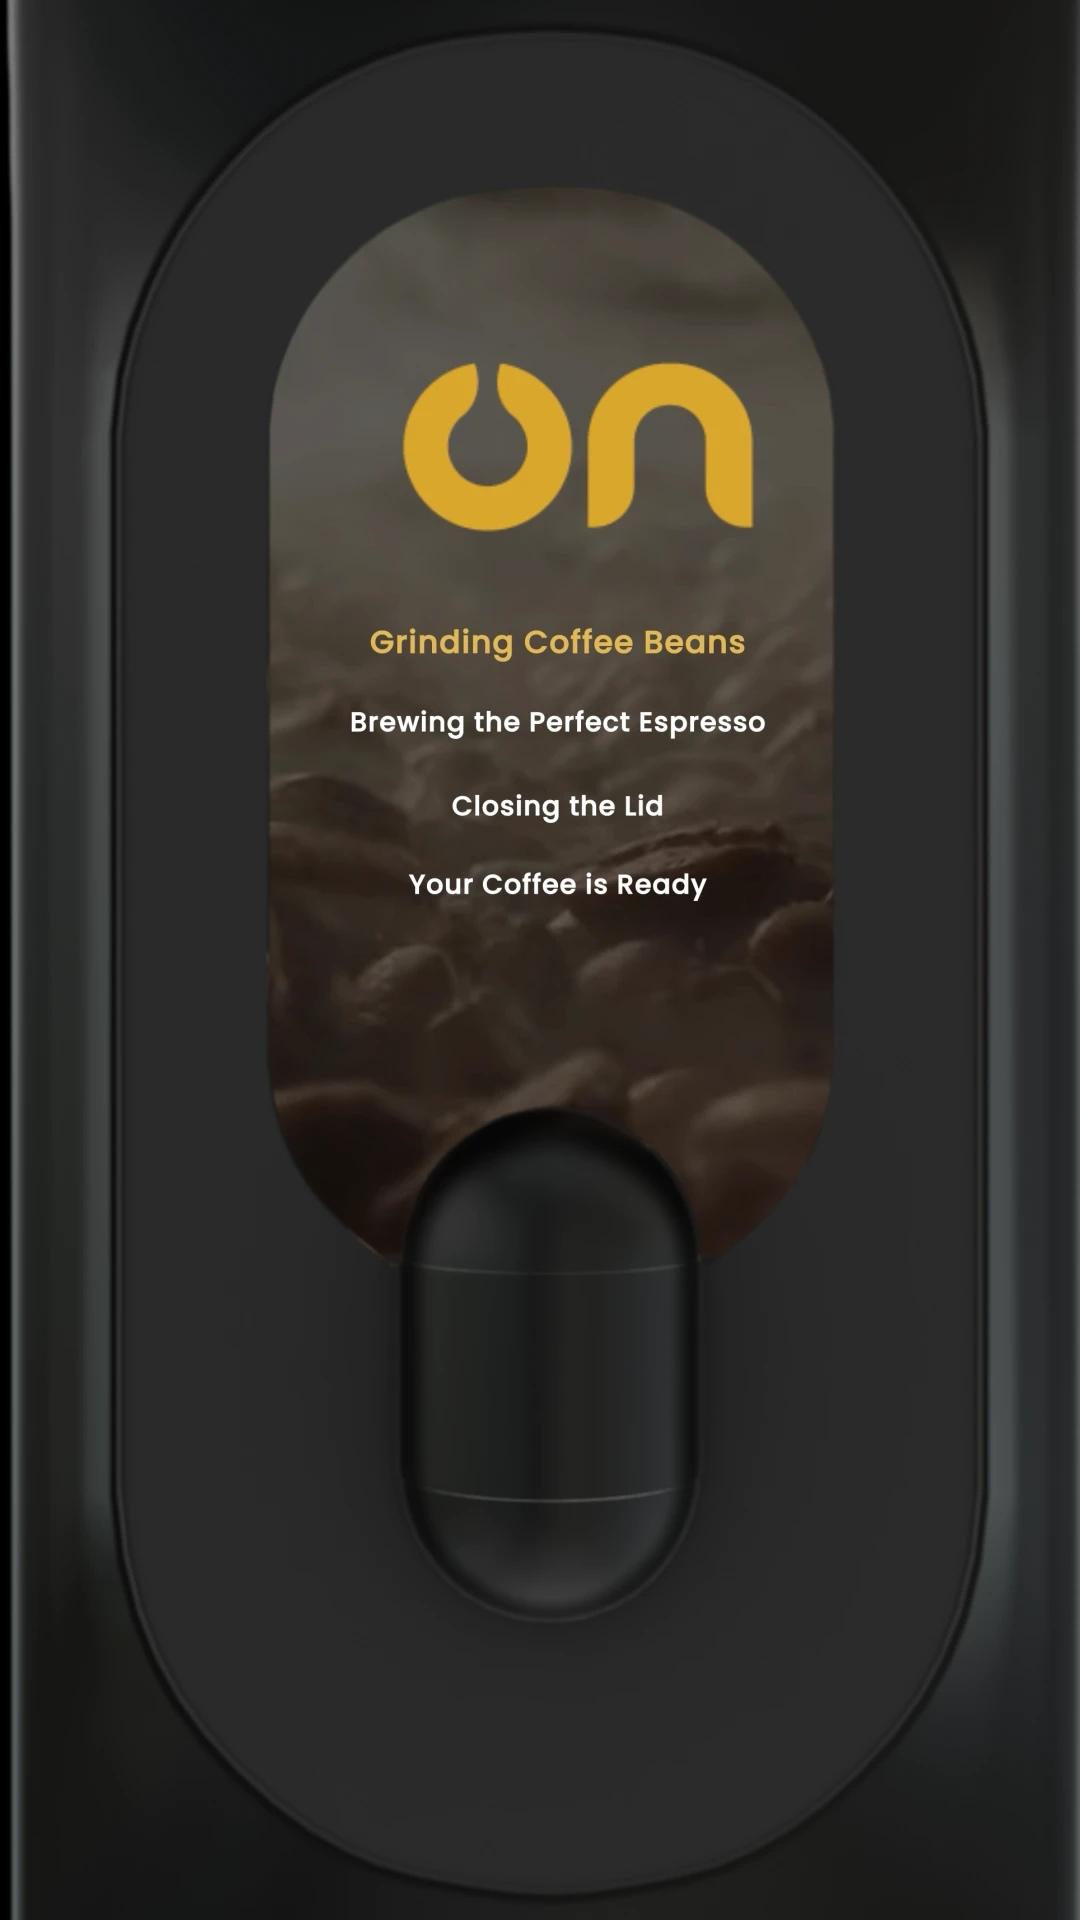 on
Grinding Coffee Beans
Brewing the Perfect Espresso
Closing the Lid
Your Coffee is Ready